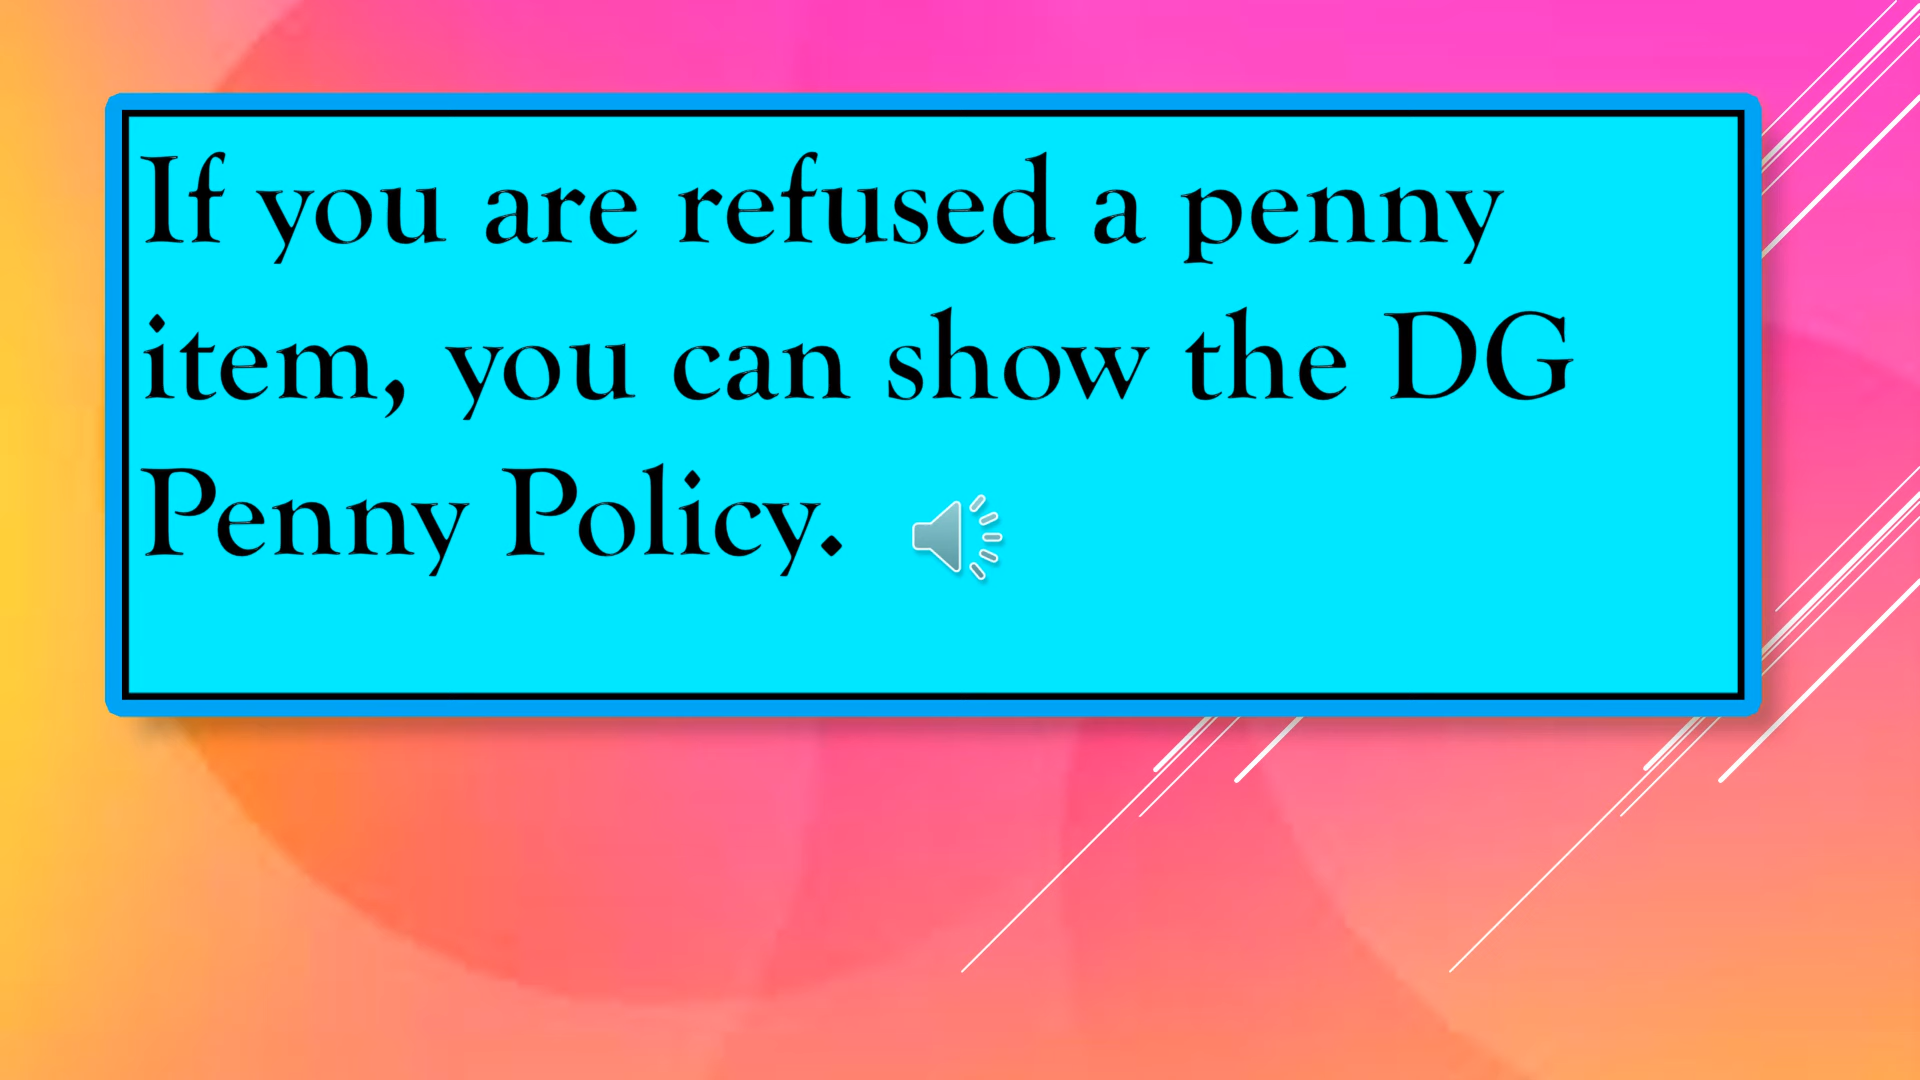 If you are refused a penny
item, you can show the DG
Penny Policy.